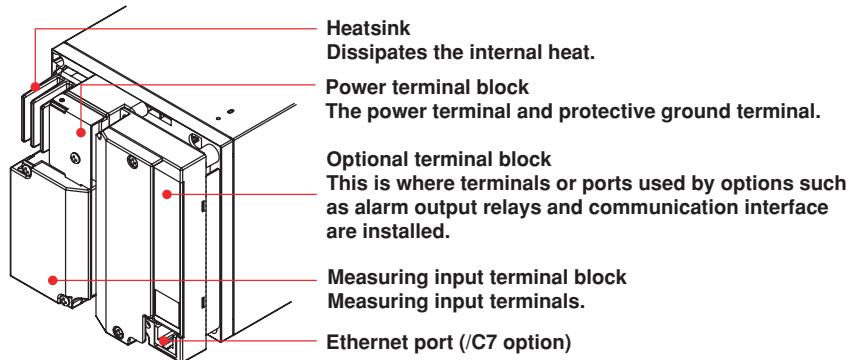 Heatsink
Dissipates the internal heat.
Power terminal block
The power terminal and protective ground terminal.
Optional terminal block
This is where terminals or ports used by options such
as alarm output relays and communication interface
are installed.
Measuring input terminal block
Measuring input terminals.
Ethernet port (/C7 option)